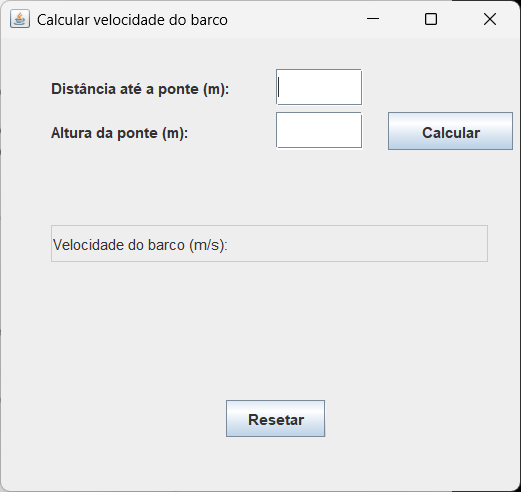 Calcular velocidade do barco
Distância até a ponte (m):
Altura da ponte (m):
Calcular
Velocidade do barco (m/s):
Resetar